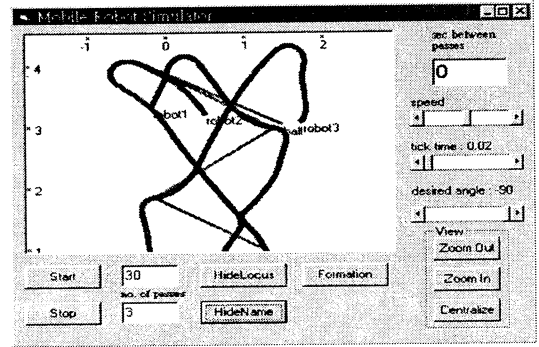 Mobile Robot Simulator
-1 0 1 2
4
3
2
1
robot1
robot2
ball
robot3
sec between
passes
0
speed
tick time : 0.02
desired angle : -90
View
Zoom Out
Zoom In
Centralize
Start
30
HideLocus
Formation
no. of passes
Stop
3
HideName